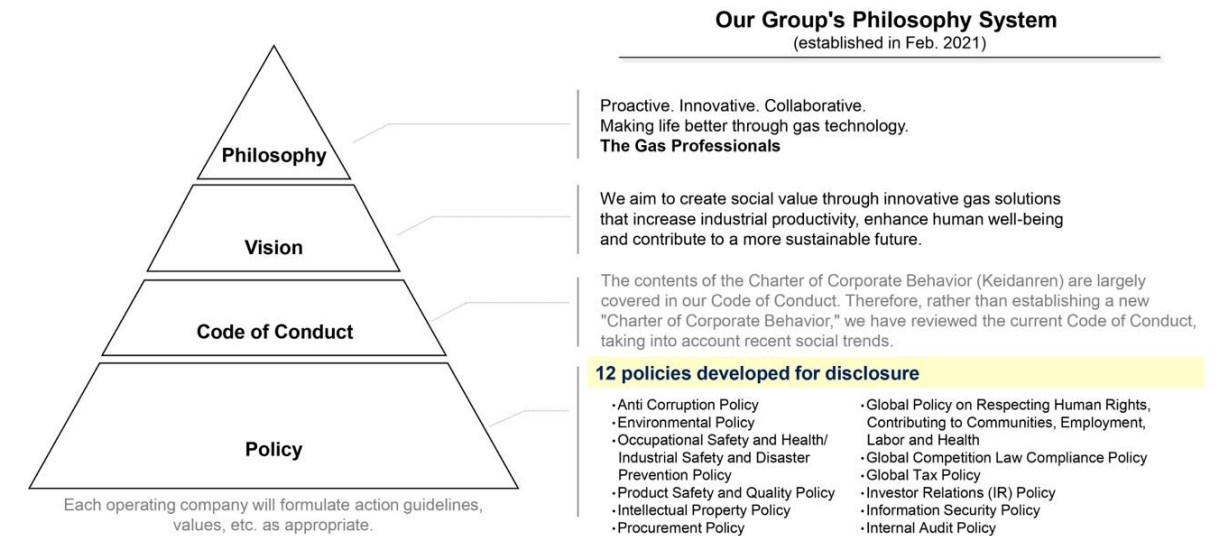 Our Group's Philosophy System
(established in Feb. 2021)
Philosophy
Proactive. Innovative. Collaborative.
Making life better through gas technology.
The Gas Professionals
Vision
We aim to create social value through innovative gas solutions
that increase industrial productivity, enhance human well-being
and contribute to a more sustainable future.
Code of Conduct
The contents of the Charter of Corporate Behavior (Keidanren) are largely
covered in our Code of Conduct. Therefore, rather than establishing a new
"Charter of Corporate Behavior," we have reviewed the current Code of Conduct,
taking into account recent social trends.
Policy
12 policies developed for disclosure
・Anti Corruption Policy
・Environmental Policy
・Occupational Safety and Health/
Industrial Safety and Disaster
Prevention Policy
・Product Safety and Quality Policy
・Intellectual Property Policy
・Procurement Policy
・Global Policy on Respecting Human Rights,
Contributing to Communities, Employment,
Labor and Health
・Global Competition Law Compliance Policy
・Global Tax Policy
・Investor Relations (IR) Policy
・Information Security Policy
・Internal Audit Policy
Each operating company will formulate action guidelines,
values, etc. as appropriate.